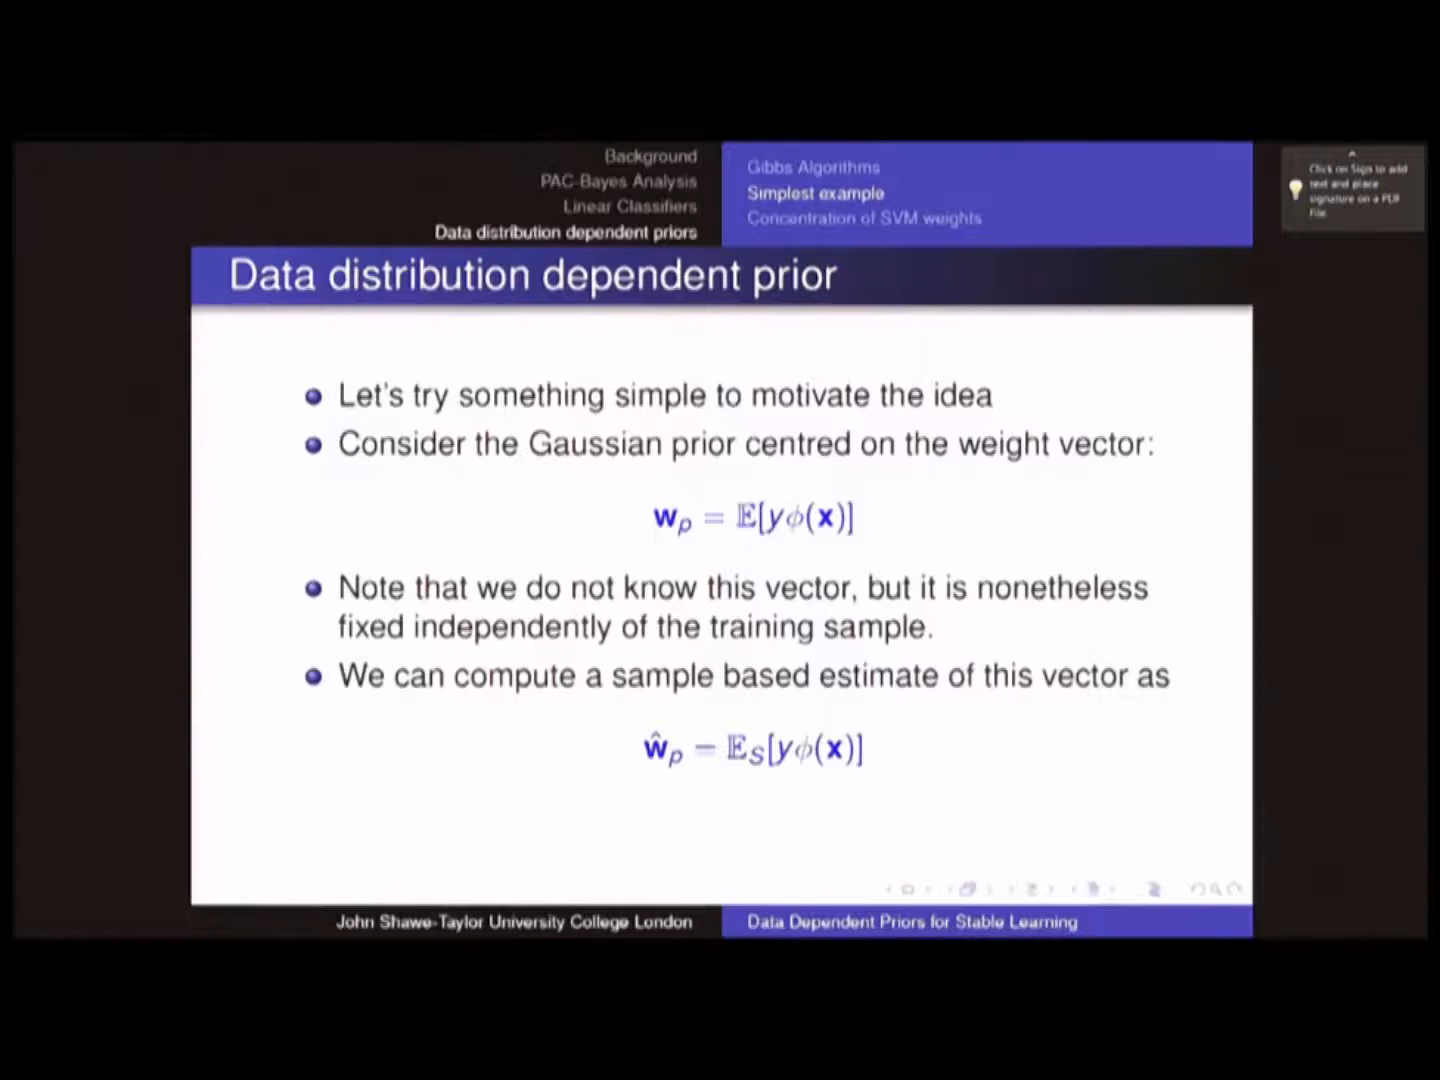 Background
PAC-Bayes Analysis
Linear Classifiers
Data distribution dependent priors
Gibbs Algorithms
Simplest example
Concentration of SVM weights
Click on Sign to add
text and place
signature on a PDF
File.
Data distribution dependent prior
Let's try something simple to motivate the idea
Consider the Gaussian prior centred on the weight vector:
w_p = 𝔼[yϕ(x)]
Note that we do not know this vector, but it is nonetheless
fixed independently of the training sample.
We can compute a sample based estimate of this vector as
ŵ_p = 𝔼_S[yϕ(x)]
John Shawe-Taylor University College London
Data Dependent Priors for Stable Learning